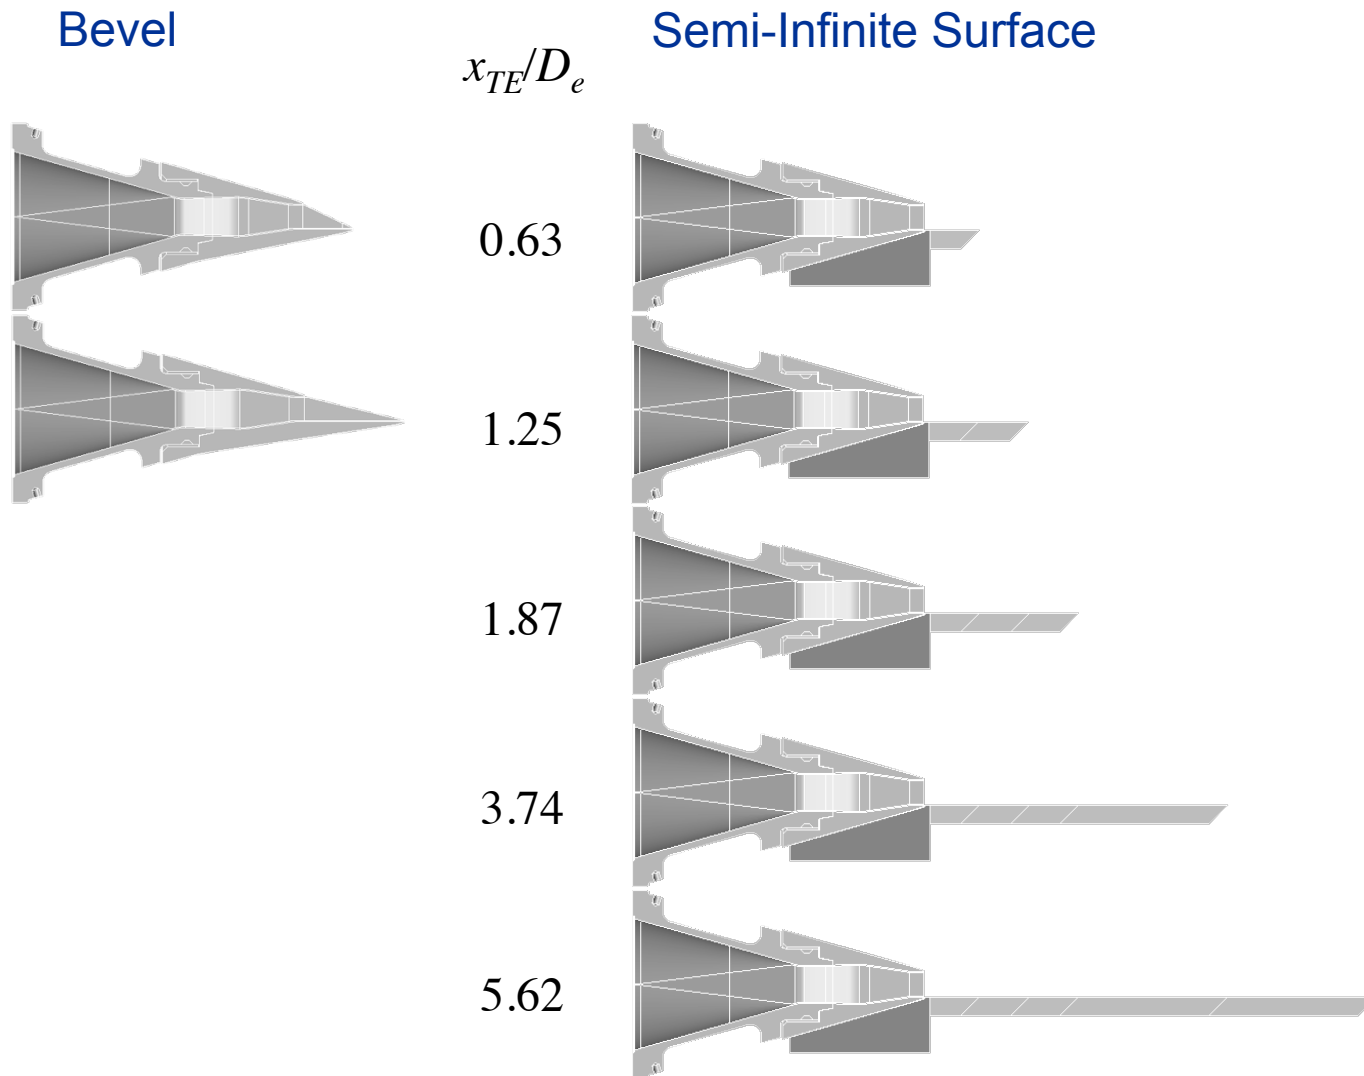 Bevel
Semi-Infinite Surface
x_TE/D_e
0.63
1.25
1.87
3.74
5.62